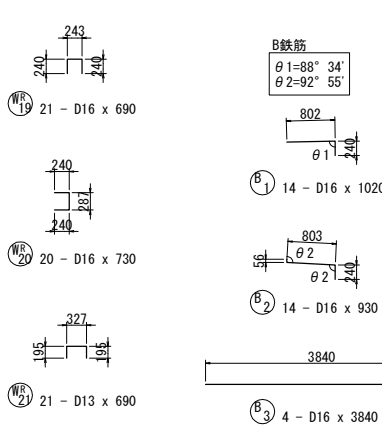 243
240
240
WR 19 21 - D16 x 690
240
287
240
WR 20 20 - D16 x 730
327
195
195
WR 21 21 - D13 x 690
B鉄筋
θ1=88° 34′
θ2=92° 55′
802
θ1
240
B 1 14 - D16 x 1020
803
56
θ2
θ2
240
B 2 14 - D16 x 930
3840
B 3 4 - D16 x 3840